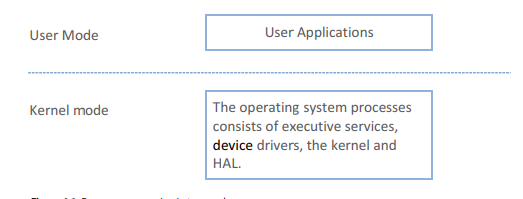 User Mode
User Applications
Kernel mode
The operating system processes
consists of executive services,
device drivers, the kernel and
HAL.